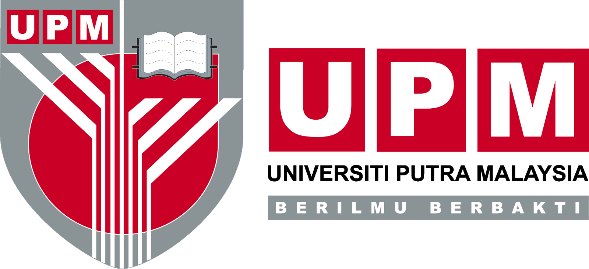 UPM
UPM
UNIVERSITI PUTRA MALAYSIA
BERILMU BERBAKTI